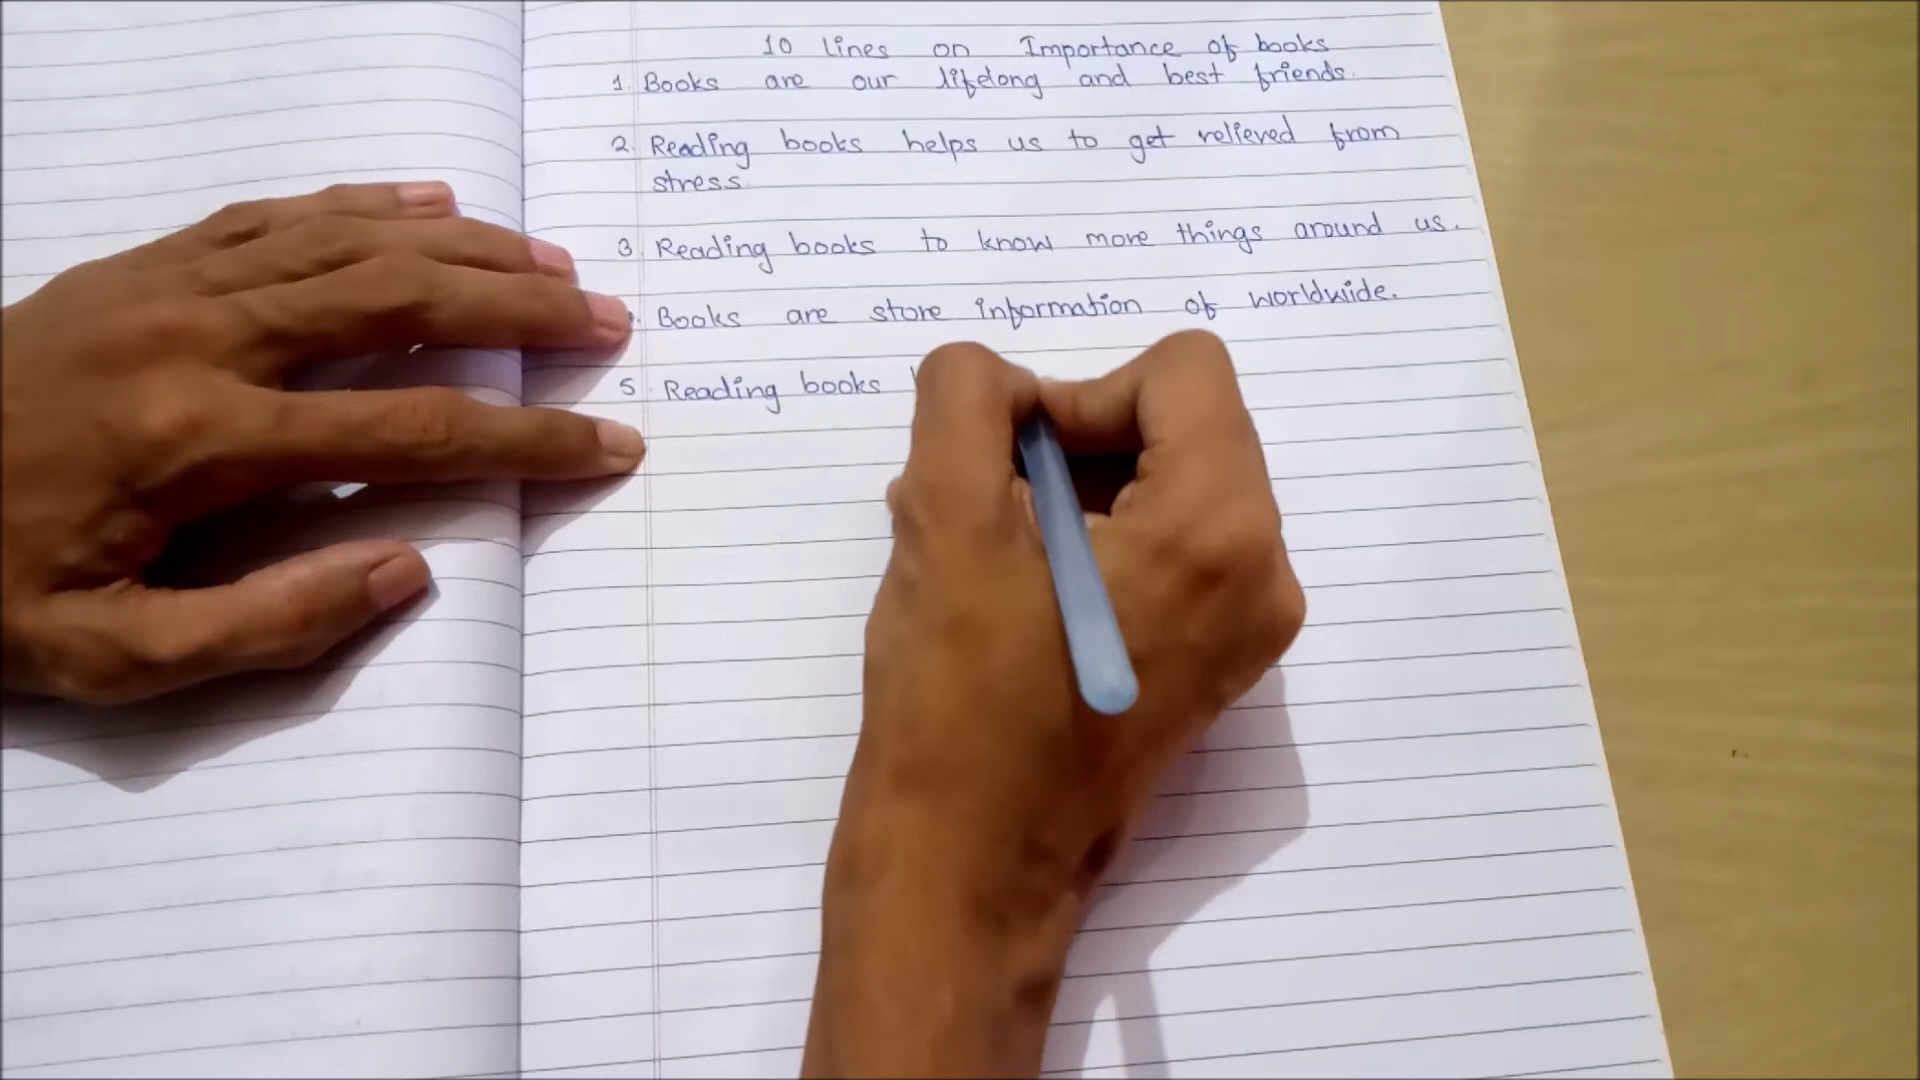 10 Lines on Importance of books
1. Books are our lifelong and best friends.
2. Reading books helps us to get relieved from
stress.
3. Reading books to know more things around us.
. Books are store information of worldwide.
5. Reading books